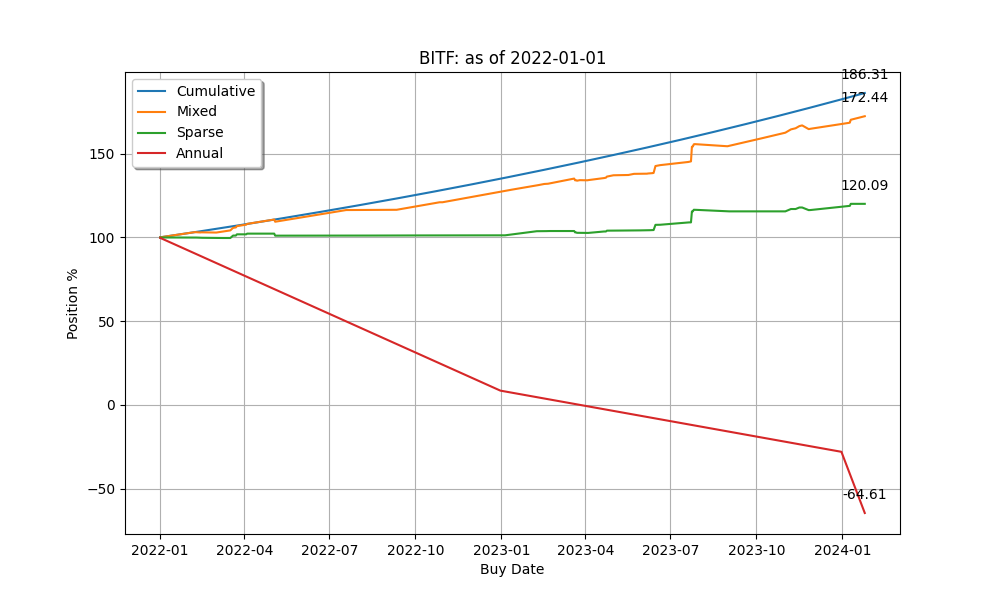 BITF: as of 2022-01-01
186.31
172.44
120.09
-64.61
Cumulative
Mixed
Sparse
Annual
Position %
150
100
50
0
−50
2022-01 2022-04 2022-07 2022-10 2023-01 2023-04 2023-07 2023-10 2024-01
Buy Date